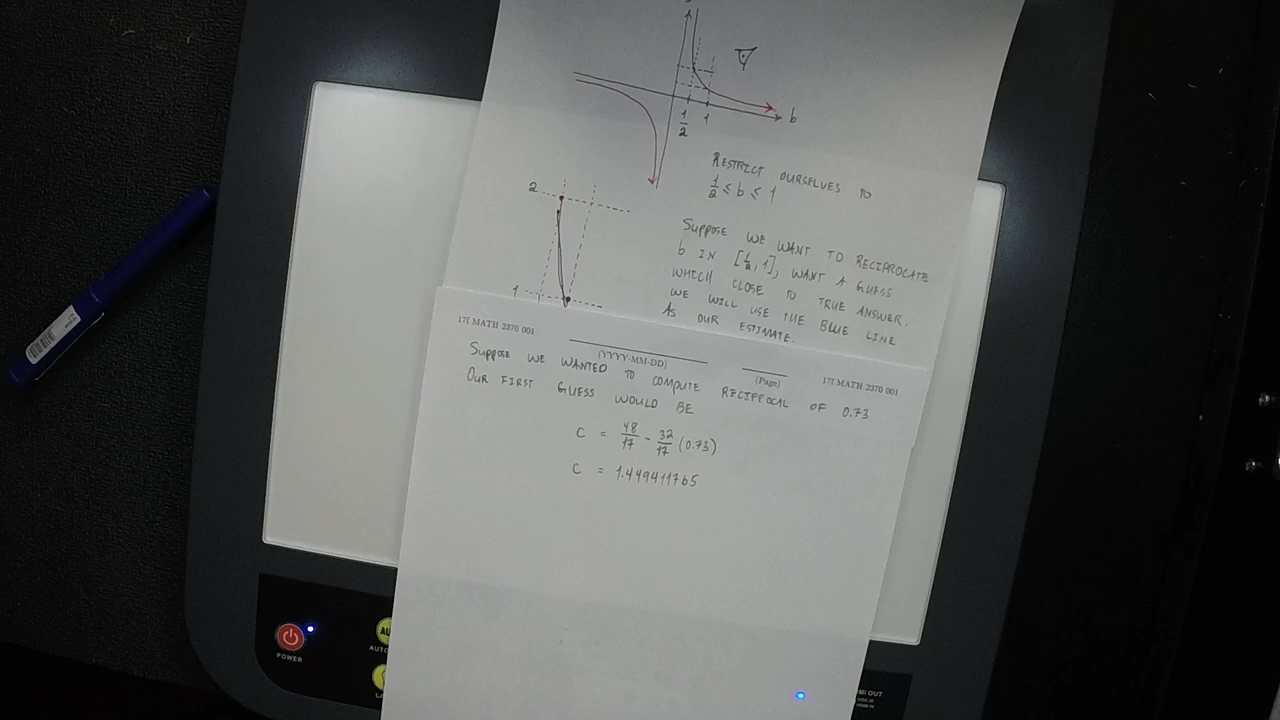 b
1
2
1
RESTRICT OURSELVES TO
1/2 ≤ b ≤ 1
2
SUPPOSE WE WANT TO RECIPROCATE
b IN [1/2, 1], WANT A GUESS
WHICH CLOSE TO TRUE ANSWER.
WE WILL USE THE BLUE LINE
AS OUR ESTIMATE.
1
17f MATH 2370 001
(YYYY-MM-DD)
(Page)
17f MATH 2370 001
SUPPOSE WE WANTED TO COMPUTE RECIPROCAL OF 0.73
OUR FIRST GUESS WOULD BE
C = 48/17 - 32/17 (0.73)
C = 1.449411765
POWER